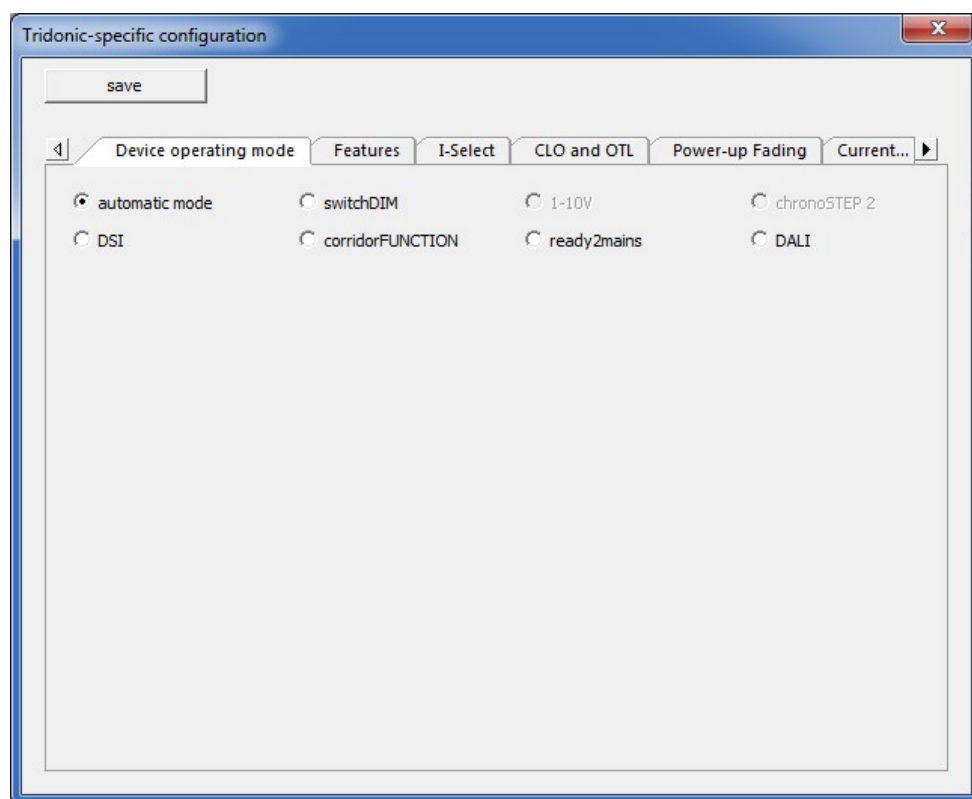 Tridonic-specific configuration
save
Device operating mode Features I-Select CLO and OTL Power-up Fading Current...
automatic mode switchDIM 1-10V chronoSTEP 2
DSI corridorFUNCTION ready2mains DALI